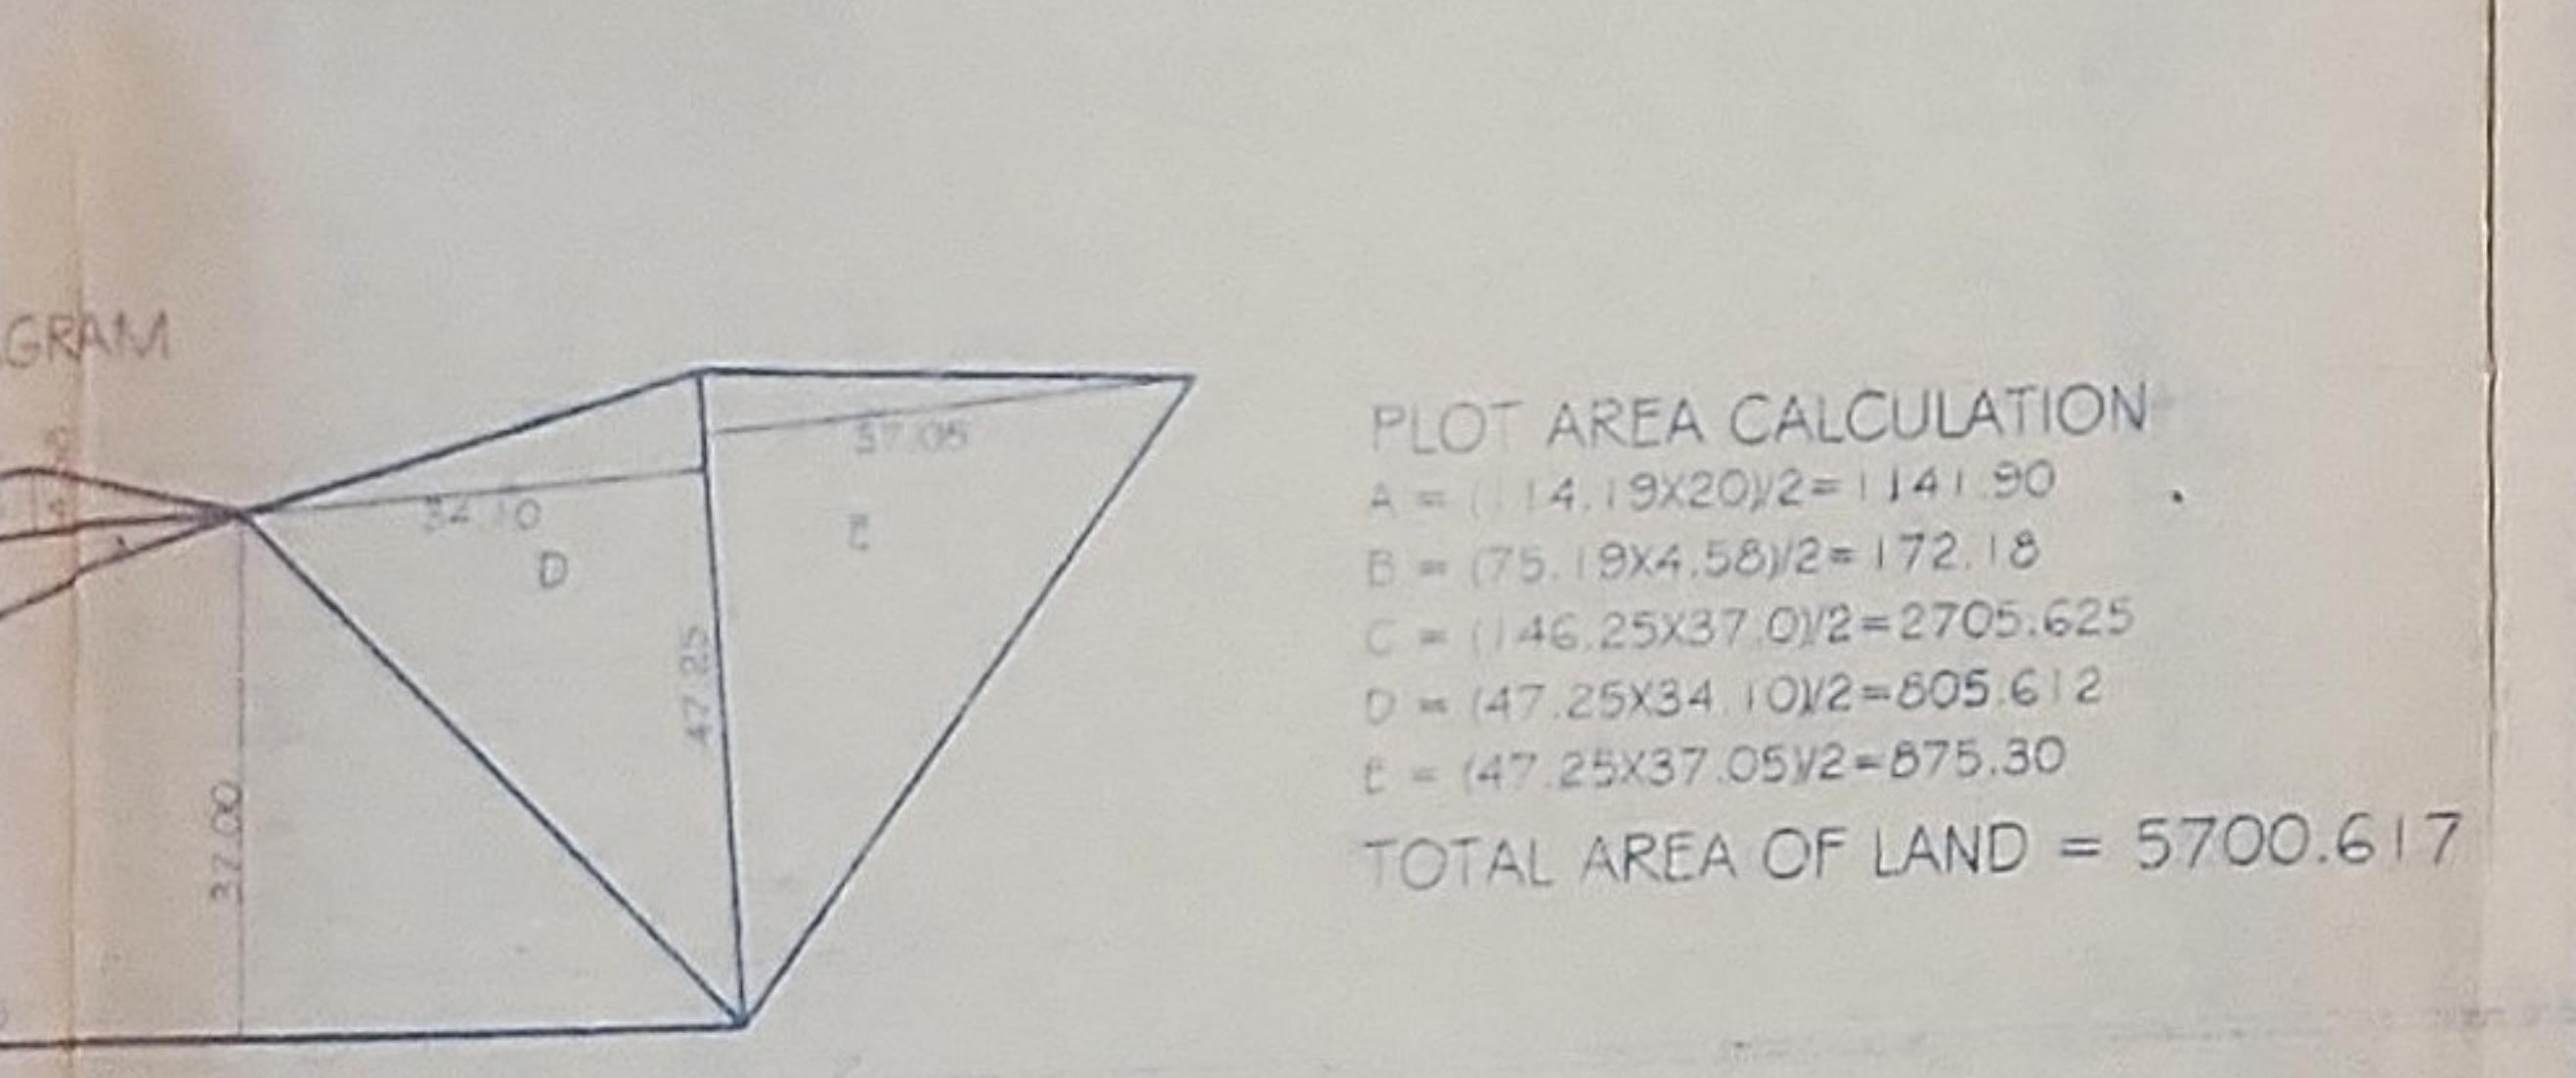 GRAM
37.05
34.10
E
D
47.25
37.00
PLOT AREA CALCULATION
A = (114.19X20)/2=1141.90
B = (75.19X4.58)/2=172.18
C = (146.25X37.0)/2=2705.625
D = (47.25X34.10)/2=805.612
E = (47.25X37.05)/2=875.30
TOTAL AREA OF LAND = 5700.617